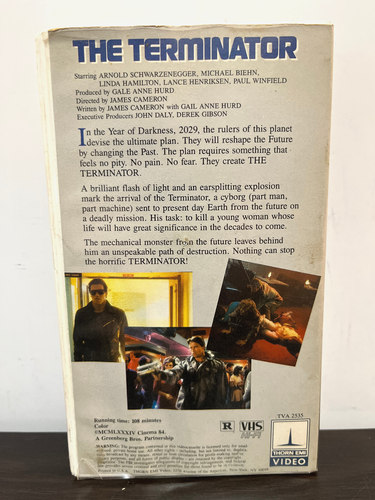 THE TERMINATOR
Starring ARNOLD SCHWARZENEGGER, MICHAEL BIEHN,
LINDA HAMILTON, LANCE HENRIKSEN, PAUL WINFIELD
Produced by GALE ANNE HURD
Directed by JAMES CAMERON
Written by JAMES CAMERON with GAIL ANNE HURD
Executive Producers JOHN DALY, DEREK GIBSON
In the Year of Darkness, 2029, the rulers of this planet
devise the ultimate plan. They will reshape the Future
by changing the Past. The plan requires something that
feels no pity. No pain. No fear. They create THE
TERMINATOR.
A brilliant flash of light and an earsplitting explosion
mark the arrival of the Terminator, a cyborg (part man,
part machine) sent to present day Earth from the future on
a deadly mission. His task: to kill a young woman whose
life will have great significance in the decades to come.
The mechanical monster from the future leaves behind
him an unspeakable path of destruction. Nothing can stop
the horrific TERMINATOR!
Running time: 108 minutes
Color
©MCMLXXXIV Cinema 84.
A Greenburg Bros. Partnership
R
VHS
HI-FI
TVA 2535
THORN EMI
VIDEO